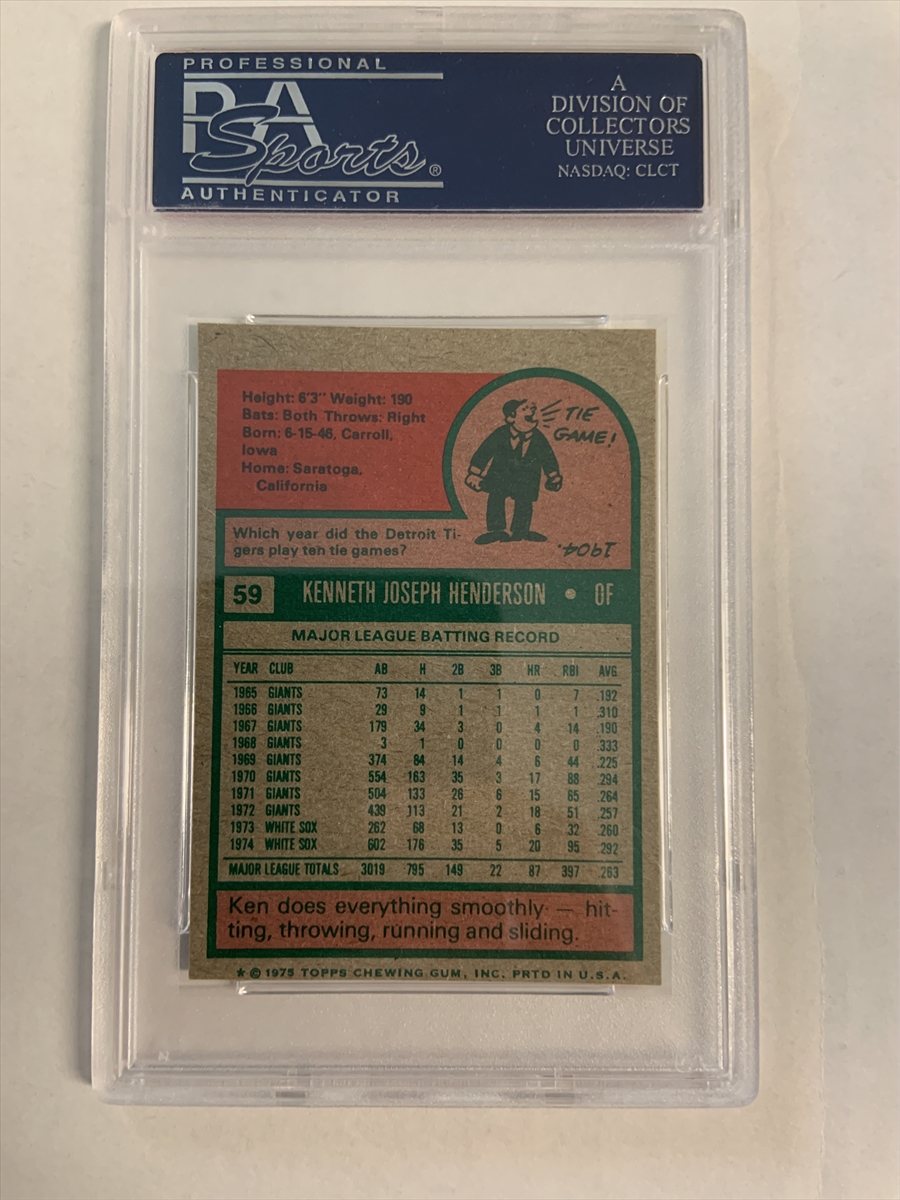 PROFESSIONAL
PSA
Sports®
AUTHENTICATOR
A
DIVISION OF
COLLECTORS
UNIVERSE
NASDAQ: CLCT
Height: 6'3" Weight: 190
Bats: Both Throws: Right
Born: 6-15-46, Carroll,
Iowa
Home: Saratoga,
California
TIE
GAME!
Which year did the Detroit Ti-
gers play ten tie games?
1904.
59 KENNETH JOSEPH HENDERSON • OF
MAJOR LEAGUE BATTING RECORD
YEAR CLUB AB H 2B 3B HR RBI AVG
1965 GIANTS 73 14 1 1 0 7 .192
1966 GIANTS 29 9 1 1 1 1 .310
1967 GIANTS 179 34 3 0 4 14 .190
1968 GIANTS 3 1 0 0 0 0 .333
1969 GIANTS 374 84 14 4 6 44 .225
1970 GIANTS 554 163 35 3 17 88 .294
1971 GIANTS 504 133 26 6 15 65 .264
1972 GIANTS 439 113 21 2 18 51 .257
1973 WHITE SOX 262 68 13 0 6 32 .260
1974 WHITE SOX 602 176 35 5 20 95 .292
MAJOR LEAGUE TOTALS 3019 795 149 22 87 397 .263
Ken does everything smoothly — hit-
ting, throwing, running and sliding.
★ © 1975 TOPPS CHEWING GUM, INC. PRTD IN U.S.A.